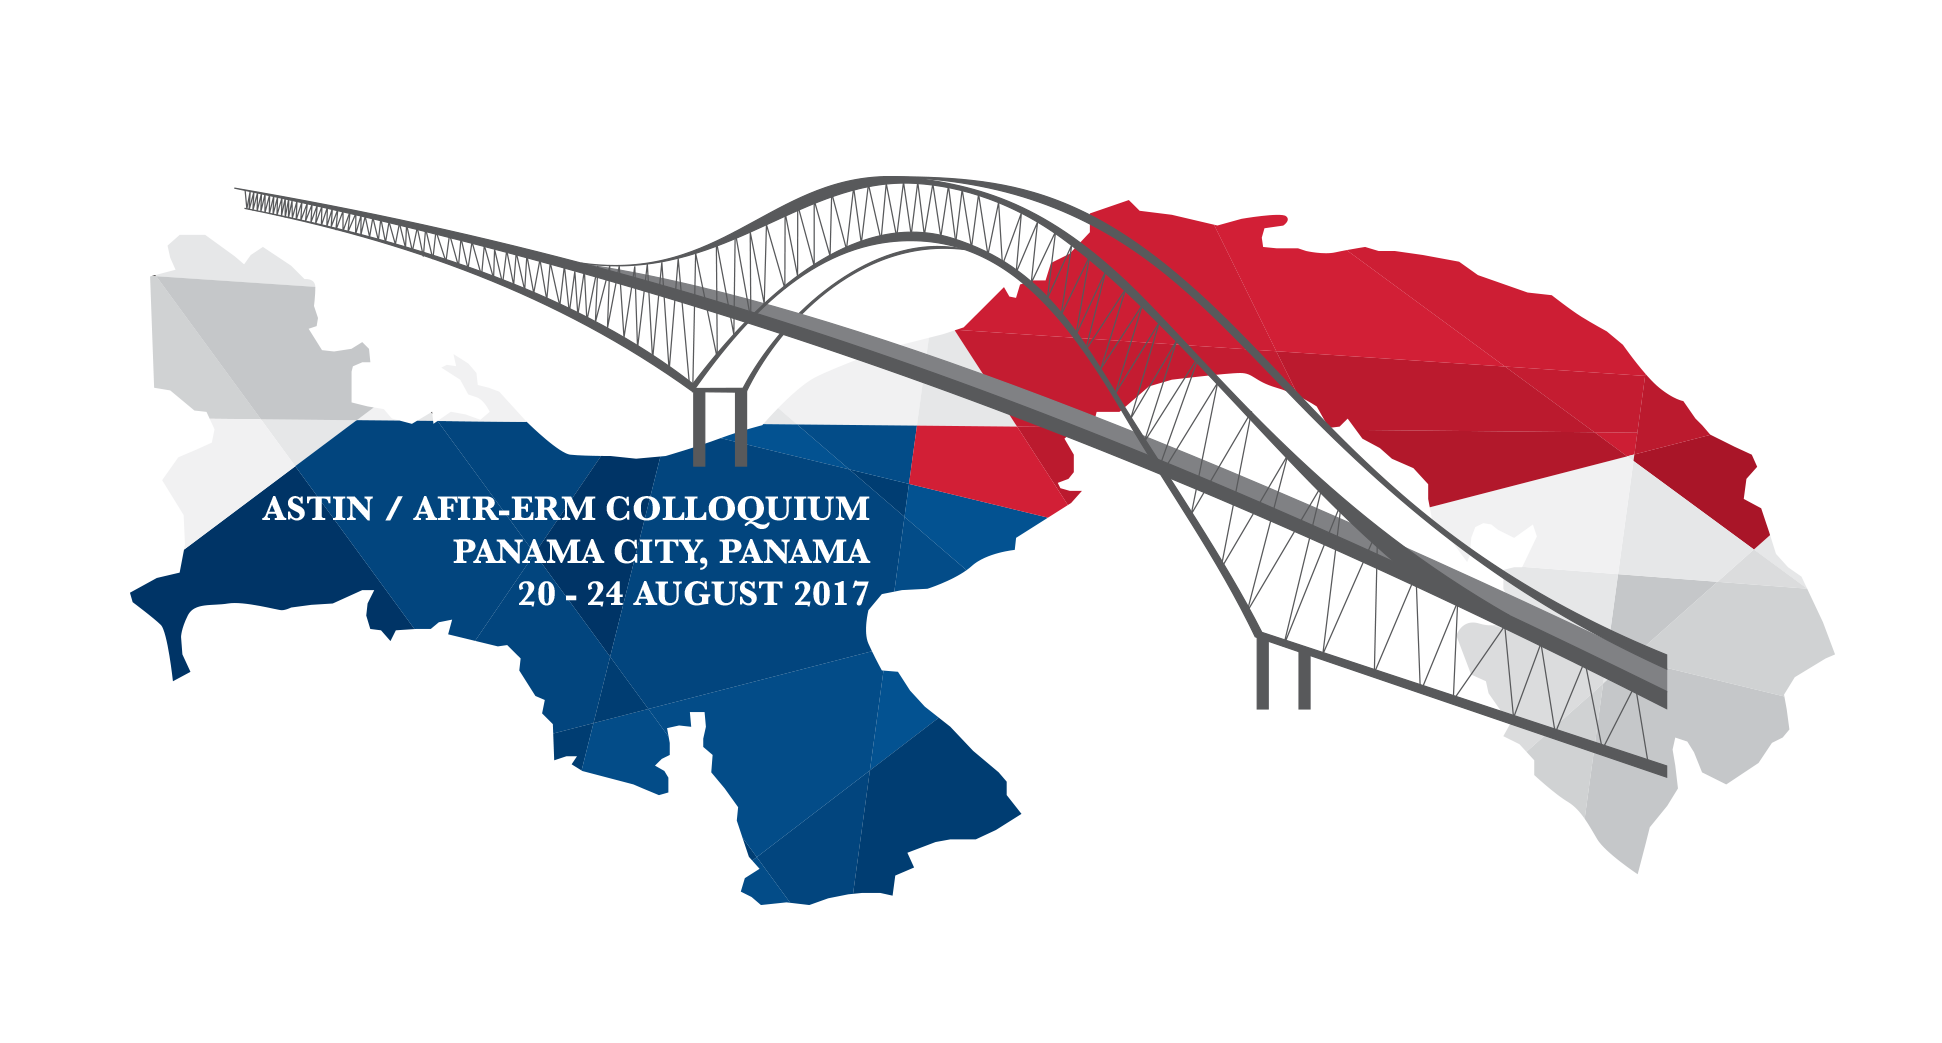 ASTIN / AFIR-ERM COLLOQUIUM
PANAMA CITY, PANAMA
20 - 24 AUGUST 2017